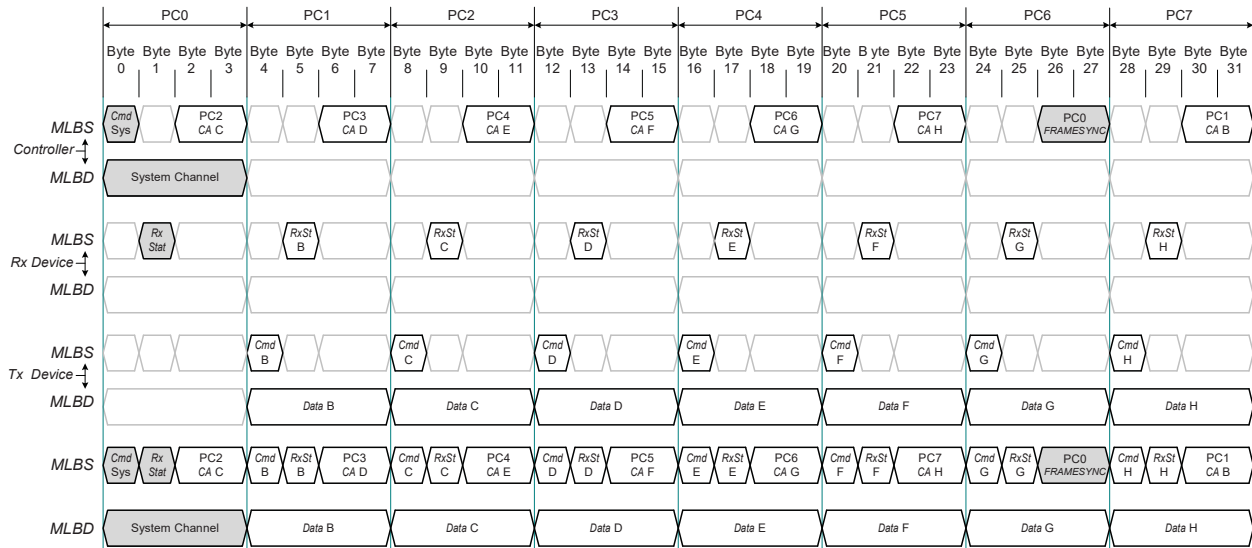 PC0 PC1 PC2 PC3 PC4 PC5 PC6 PC7
Byte Byte Byte Byte Byte Byte Byte Byte Byte Byte Byte Byte Byte Byte Byte Byte Byte Byte Byte Byte Byte B yte Byte Byte Byte Byte Byte Byte Byte Byte Byte Byte
0 1 2 3 4 5 6 7 8 9 10 11 12 13 14 15 16 17 18 19 20 21 22 23 24 25 26 27 28 29 30 31
Cmd PC2 PC3 PC4 PC5 PC6 PC7 PC0 PC1
MLBS Sys CA C CA D CA E CA F CA G CA H FRAMESYNC CA B
Controller
MLBD System Channel
Rx RxSt RxSt RxSt RxSt RxSt RxSt RxSt
MLBS Stat B C D E F G H
Rx Device
MLBD
Cmd Cmd Cmd Cmd Cmd Cmd Cmd
MLBS B C D E F G H
Tx Device
MLBD Data B Data C Data D Data E Data F Data G Data H
Cmd Rx PC2 Cmd RxSt PC3 Cmd RxSt PC4 Cmd RxSt PC5 Cmd RxSt PC6 Cmd RxSt PC7 Cmd RxSt PC0 Cmd RxSt PC1
MLBS Sys Stat CA C B B CA D C C CA E D D CA F E E CA G F F CA H G G FRAMESYNC H H CA B
MLBD System Channel Data B Data C Data D Data E Data F Data G Data H